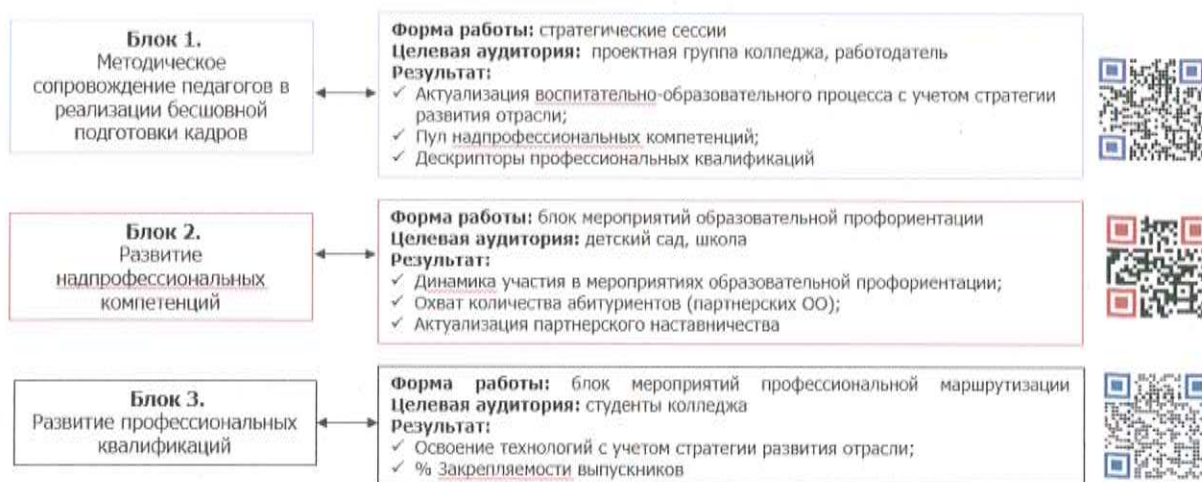 Блок 1.
Методическое
сопровождение педагогов в
реализации бесшовной
подготовки кадров
Форма работы: стратегические сессии
Целевая аудитория: проектная группа колледжа, работодатель
Результат:
✓ Актуализация воспитательно-образовательного процесса с учетом стратегии
развития отрасли;
✓ Пул надпрофессиональных компетенций;
✓ Дескрипторы профессиональных квалификаций
Блок 2.
Развитие
надпрофессиональных
компетенций
Форма работы: блок мероприятий образовательной профориентации
Целевая аудитория: детский сад, школа
Результат:
✓ Динамика участия в мероприятиях образовательной профориентации;
✓ Охват количества абитуриентов (партнерских ОО);
✓ Актуализация партнерского наставничества
Блок 3.
Развитие профессиональных
квалификаций
Форма работы: блок мероприятий профессиональной маршрутизации
Целевая аудитория: студенты колледжа
Результат:
✓ Освоение технологий с учетом стратегии развития отрасли;
✓ % Закрепляемости выпускников